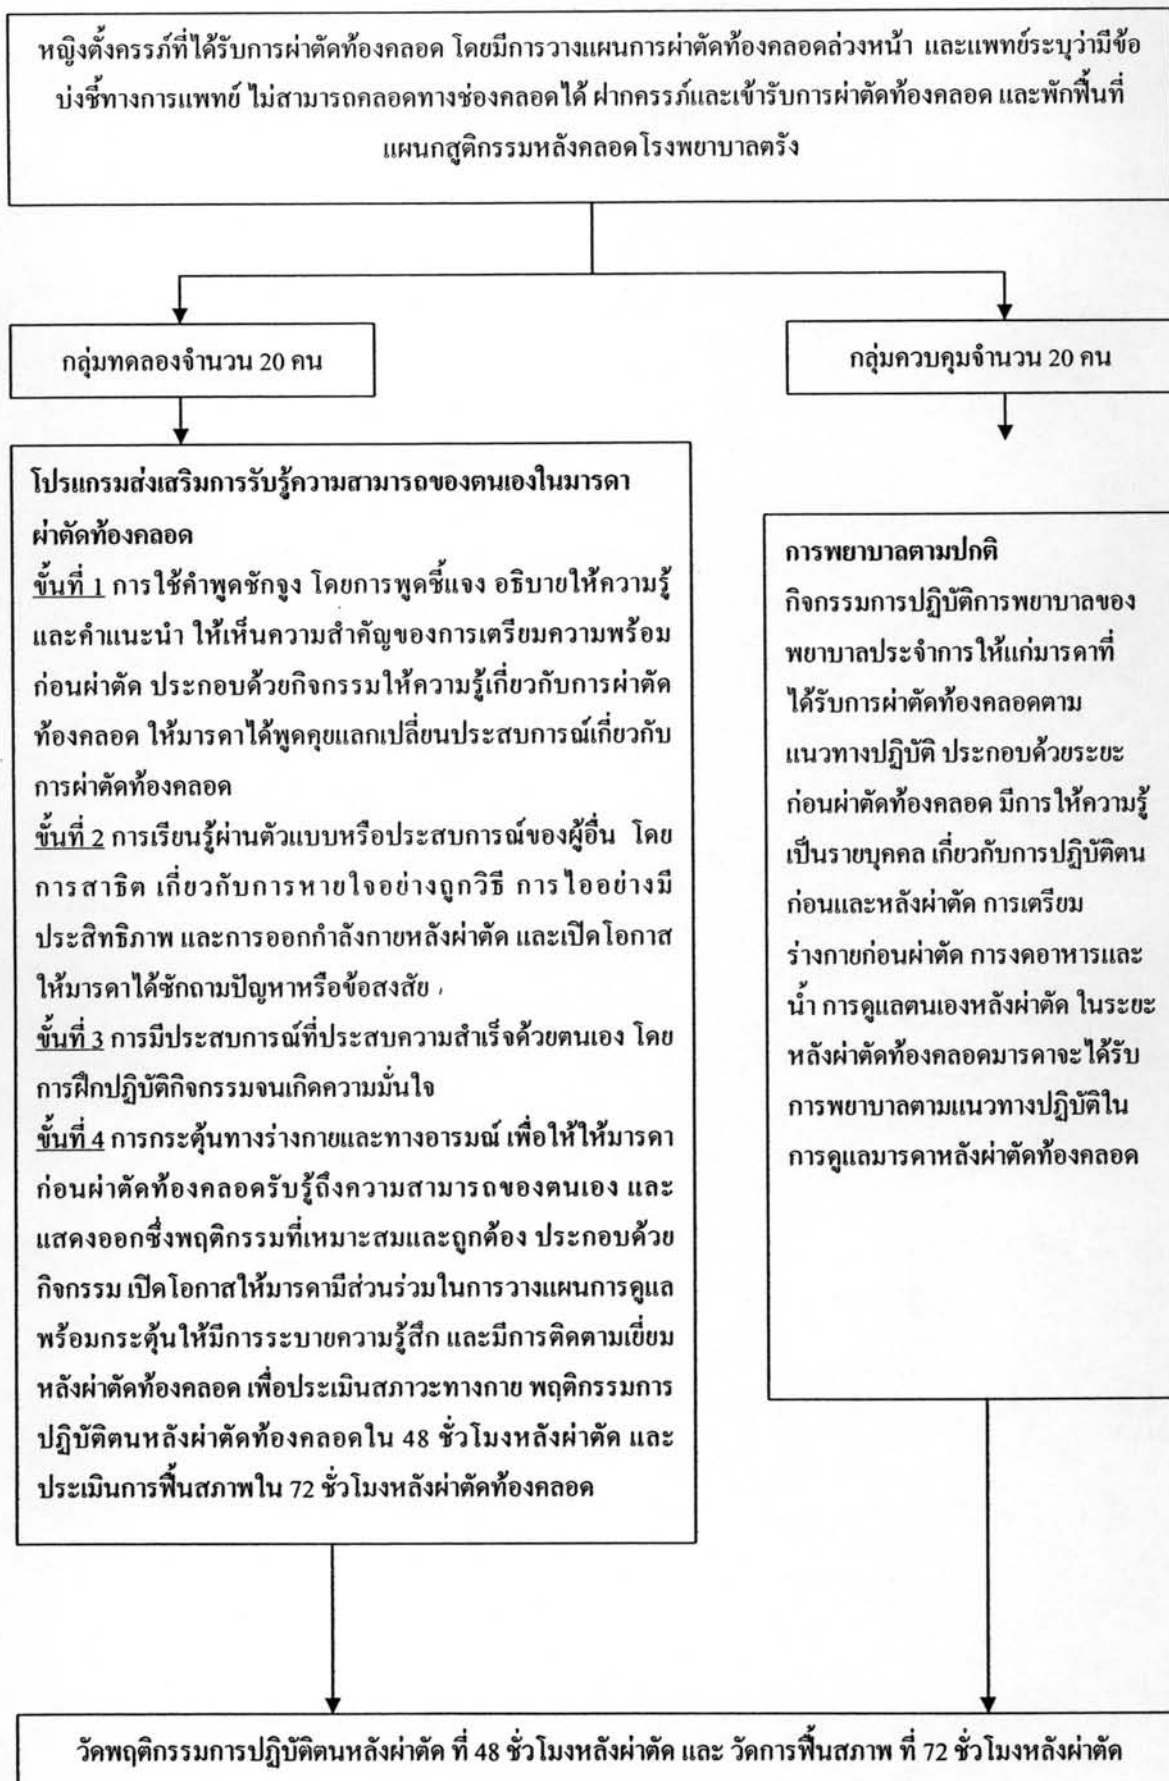 หญิงตั้งครรภ์ที่ได้รับการผ่าตัดท้องคลอด โดยมีการวางแผนการผ่าตัดท้องคลอดล่วงหน้า และแพทย์ระบุว่ามีข้อ
บ่งชี้ทางการแพทย์ ไม่สามารถคลอดทางช่องคลอดได้ ฝากครรภ์และเข้ารับการผ่าตัดท้องคลอด และพักฟื้นที่
แผนกสูติกรรมหลังคลอดโรงพยาบาลตรัง
กลุ่มทดลองจำนวน 20 คน
กลุ่มควบคุมจำนวน 20 คน
โปรแกรมส่งเสริมการรับรู้ความสามารถของตนเองในมารดา
ผ่าตัดท้องคลอด
ขั้นที่ 1 การใช้คำพูดชักจูง โดยการพูดชี้แจง อธิบายให้ความรู้
และคำแนะนำ ให้เห็นความสำคัญของการเตรียมความพร้อม
ก่อนผ่าตัด ประกอบด้วยกิจกรรมให้ความรู้เกี่ยวกับการผ่าตัด
ท้องคลอด ให้มารดาได้พูดคุยแลกเปลี่ยนประสบการณ์เกี่ยวกับ
การผ่าตัดท้องคลอด
ขั้นที่ 2 การเรียนรู้ผ่านตัวแบบหรือประสบการณ์ของผู้อื่น โดย
การสาธิต เกี่ยวกับการหายใจอย่างถูกวิธี การไออย่างมี
ประสิทธิภาพ และการออกกำลังกายหลังผ่าตัด และเปิดโอกาส
ให้มารดาได้ซักถามปัญหาหรือข้อสงสัย
ขั้นที่ 3 การมีประสบการณ์ที่ประสบความสำเร็จด้วยตนเอง โดย
การฝึกปฏิบัติกิจกรรมจนเกิดความมั่นใจ
ขั้นที่ 4 การกระตุ้นทางร่างกายและทางอารมณ์ เพื่อให้ให้มารดา
ก่อนผ่าตัดท้องคลอดรับรู้ถึงความสามารถของตนเอง และ
แสดงออกซึ่งพฤติกรรมที่เหมาะสมและถูกต้อง ประกอบด้วย
กิจกรรม เปิดโอกาสให้มารดามีส่วนร่วมในการวางแผนการดูแล
พร้อมกระตุ้นให้มีการระบายความรู้สึก และมีการติดตามเยี่ยม
หลังผ่าตัดท้องคลอด เพื่อประเมินสภาวะทางกาย พฤติกรรมการ
ปฏิบัติตนหลังผ่าตัดท้องคลอดใน 48 ชั่วโมงหลังผ่าตัด และ
ประเมินการฟื้นสภาพใน 72 ชั่วโมงหลังผ่าตัดท้องคลอด
การพยาบาลตามปกติ
กิจกรรมการปฏิบัติการพยาบาลของ
พยาบาลประจำการให้แก่มารดาที่
ได้รับการผ่าตัดท้องคลอดตาม
แนวทางปฏิบัติ ประกอบด้วยระยะ
ก่อนผ่าตัดท้องคลอด มีการให้ความรู้
เป็นรายบุคคล เกี่ยวกับการปฏิบัติตน
ก่อนและหลังผ่าตัด การเตรียม
ร่างกายก่อนผ่าตัด การงดอาหารและ
น้ำ การดูแลตนเองหลังผ่าตัด ในระยะ
หลังผ่าตัดท้องคลอดมารดาจะได้รับ
การพยาบาลตามแนวทางปฏิบัติใน
การดูแลมารดาหลังผ่าตัดท้องคลอด
วัดพฤติกรรมการปฏิบัติตนหลังผ่าตัด ที่ 48 ชั่วโมงหลังผ่าตัด และ วัดการฟื้นสภาพ ที่ 72 ชั่วโมงหลังผ่าตัด